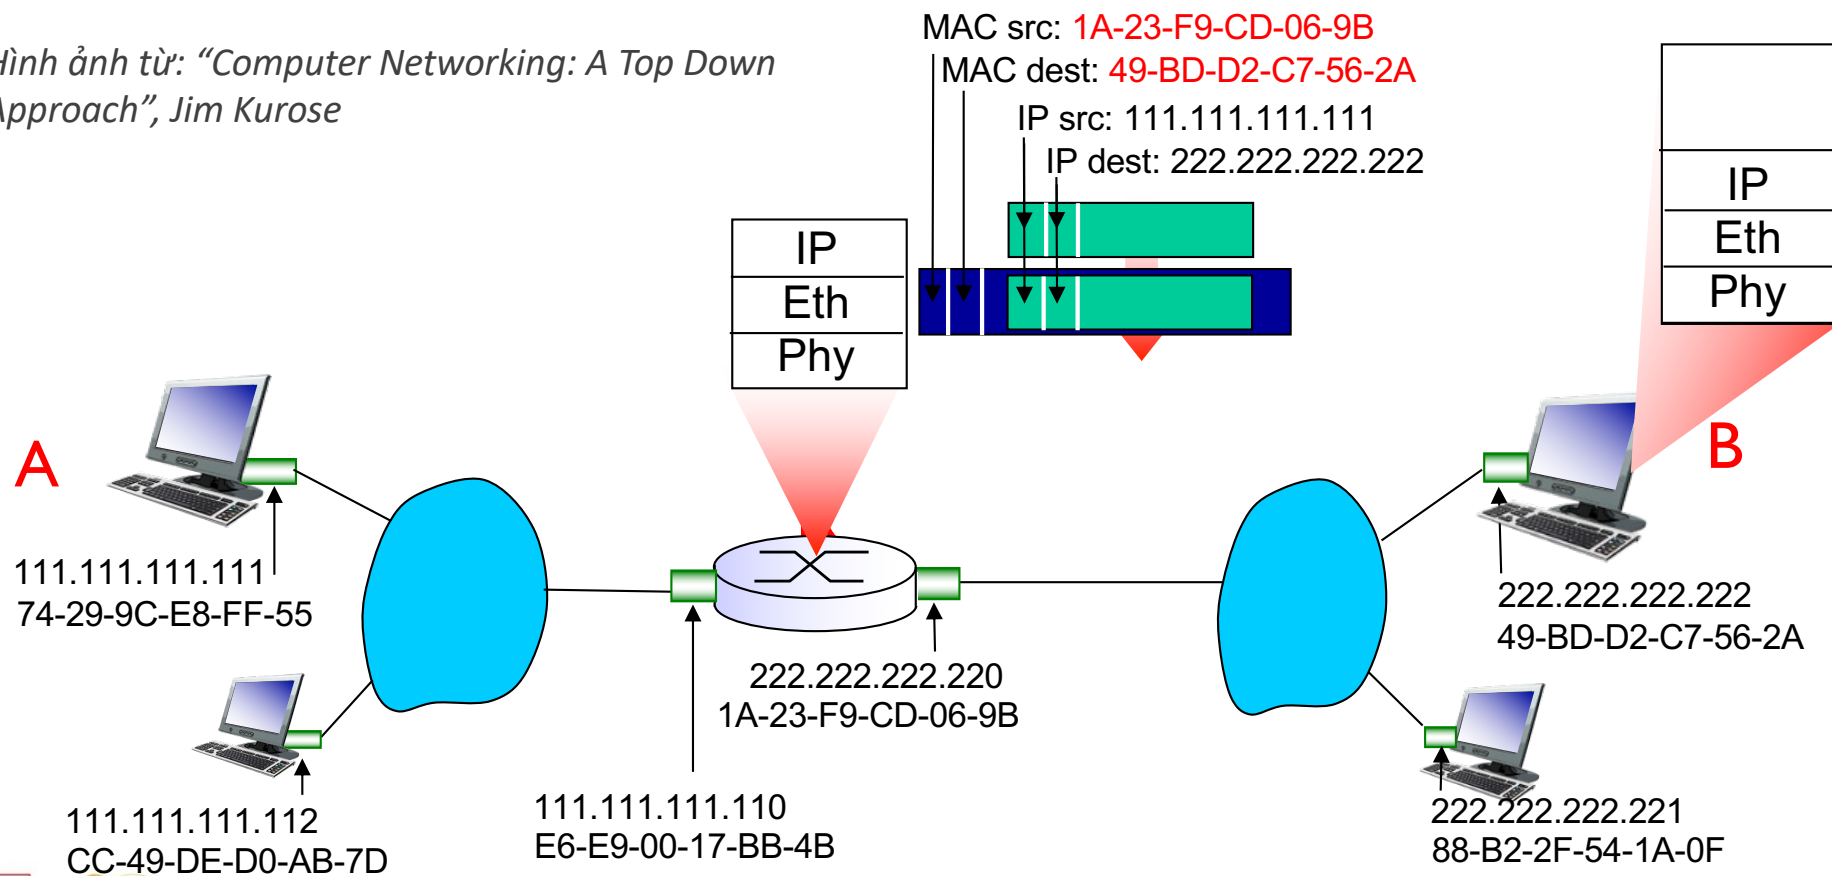 Hình ảnh từ: “Computer Networking: A Top Down
Approach”, Jim Kurose
MAC src: 1A-23-F9-CD-06-9B
MAC dest: 49-BD-D2-C7-56-2A
IP src: 111.111.111.111
IP dest: 222.222.222.222
IP
Eth
Phy
IP
Eth
Phy
A
B
111.111.111.111
74-29-9C-E8-FF-55
222.222.222.222
49-BD-D2-C7-56-2A
222.222.222.220
1A-23-F9-CD-06-9B
111.111.111.112
CC-49-DE-D0-AB-7D
111.111.111.110
E6-E9-00-17-BB-4B
222.222.222.221
88-B2-2F-54-1A-0F